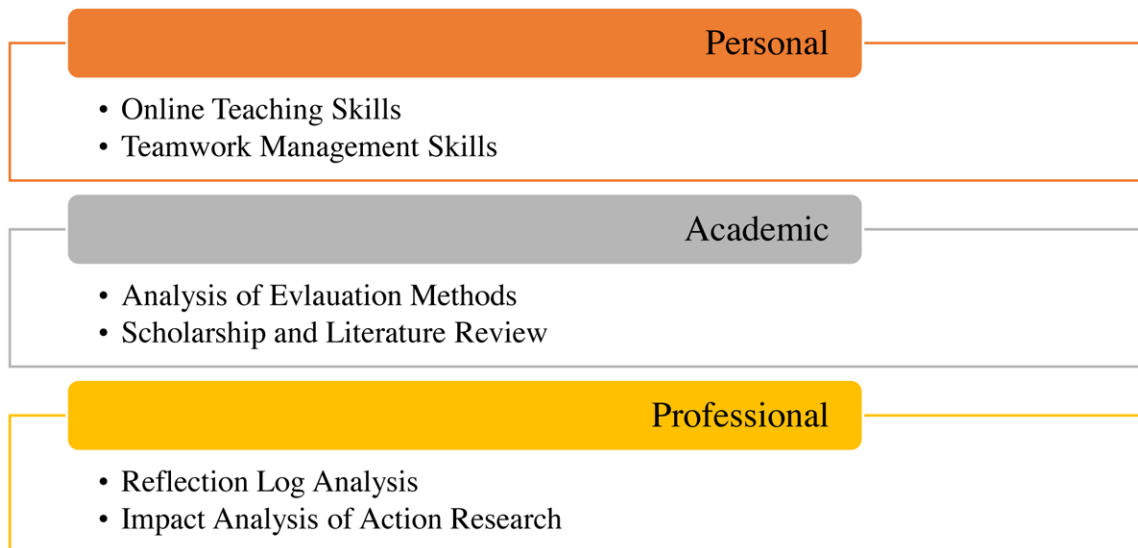 Personal
• Online Teaching Skills
• Teamwork Management Skills
Academic
• Analysis of Evlauation Methods
• Scholarship and Literature Review
Professional
• Reflection Log Analysis
• Impact Analysis of Action Research